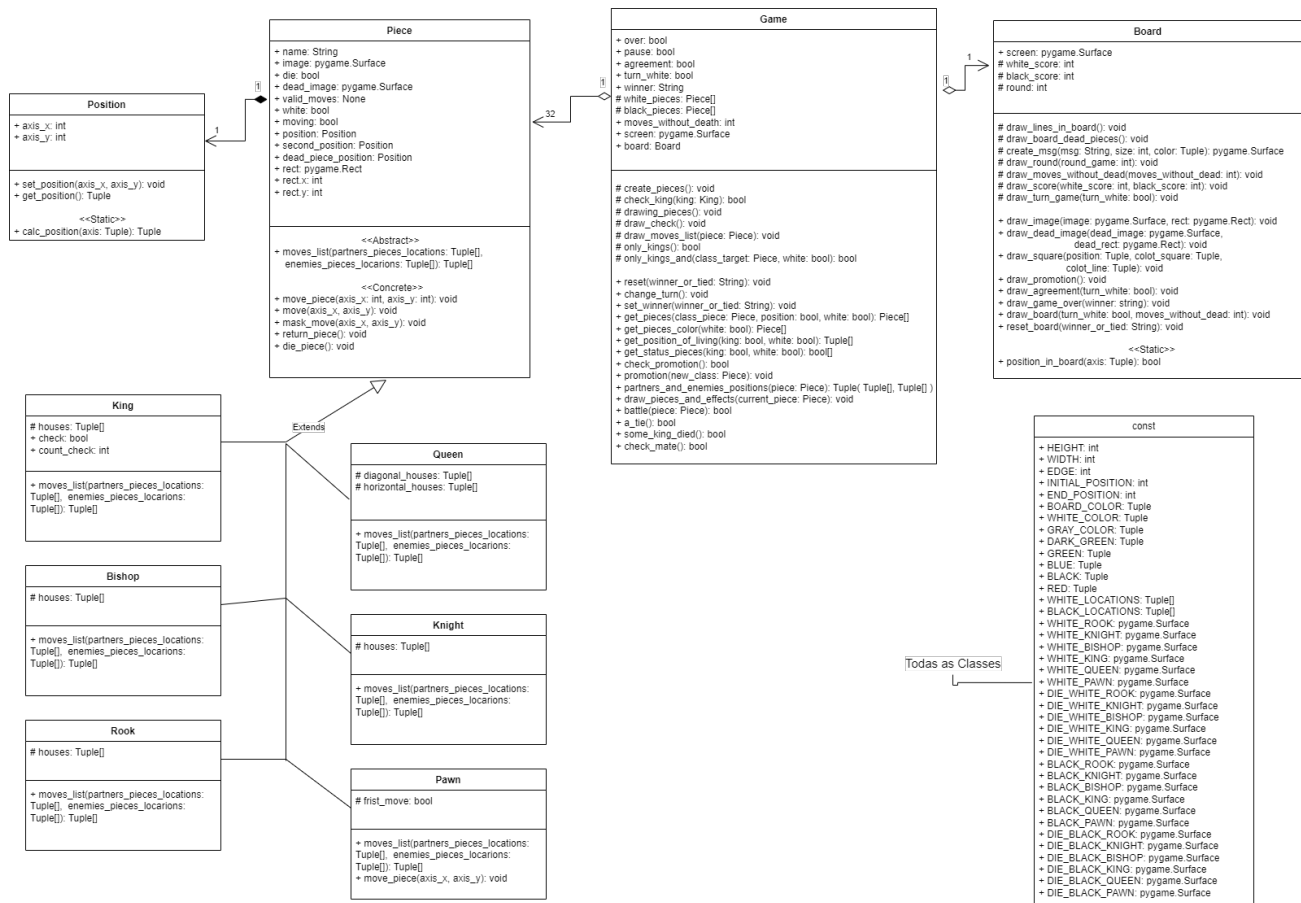 Position
+ axis_x: int
+ axis_y: int
+ set_position(axis_x, axis_y): void
+ get_position(): Tuple
<<Static>>
+ calc_position(axis: Tuple): Tuple
1
1
Piece
+ name: String
+ image: pygame.Surface
+ die: bool
+ dead_image: pygame.Surface
+ valid_moves: None
+ white: bool
+ moving: bool
+ position: Position
+ second_position: Position
+ dead_piece_position: Position
+ rect: pygame.Rect
+ rect.x: int
+ rect.y: int
<<Abstract>>
+ moves_list(partners_pieces_locations: Tuple[],
enemies_pieces_locarions: Tuple[]): Tuple[]
<<Concrete>>
+ move_piece(axis_x: int, axis_y: int): void
+ move(axis_x, axis_y): void
+ mask_move(axis_x, axis_y): void
+ return_piece(): void
+ die_piece(): void
32
1
Game
+ over: bool
+ pause: bool
+ agreement: bool
+ turn_white: bool
+ winner: String
# white_pieces: Piece[]
# black_pieces: Piece[]
+ moves_without_death: int
+ screen: pygame.Surface
+ board: Board
# create_pieces(): void
# check_king(king: King): bool
# drawing_pieces(): void
# draw_check(): void
# draw_moves_list(piece: Piece): void
# only_kings(): bool
# only_kings_and(class_target: Piece, white: bool): bool
+ reset(winner_or_tied: String): void
+ change_turn(): void
+ set_winner(winner_or_tied: String): void
+ get_pieces(class_piece: Piece, position: bool, white: bool): Piece[]
+ get_pieces_color(white: bool): Piece[]
+ get_position_of_living(king: bool, white: bool): Tuple[]
+ get_status_pieces(king: bool, white: bool): bool[]
+ check_promotion(): bool
+ promotion(new_class: Piece): void
+ partners_and_enemies_positions(piece: Piece): Tuple( Tuple[], Tuple[] )
+ draw_pieces_and_effects(current_piece: Piece): void
+ battle(piece: Piece): bool
+ a_tie(): bool
+ some_king_died(): bool
+ check_mate(): bool
1
1
Board
+ screen: pygame.Surface
# white_score: int
# black_score: int
# round: int
# draw_lines_in_board(): void
# draw_board_dead_pieces(): void
# create_msg(msg: String, size: int, color: Tuple): pygame.Surface
# draw_round(round_game: int): void
# draw_moves_without_dead(moves_without_dead: int): void
# draw_score(white_score: int, black_score: int): void
# draw_turn_game(turn_white: bool): void
+ draw_image(image: pygame.Surface, rect: pygame.Rect): void
+ draw_dead_image(dead_image: pygame.Surface,
dead_rect: pygame.Rect): void
+ draw_square(position: Tuple, colot_square: Tuple,
colot_line: Tuple): void
+ draw_promotion(): void
+ draw_agreement(turn_white: bool): void
+ draw_game_over(winner: string): void
+ draw_board(turn_white: bool, moves_without_dead: int): void
+ reset_board(winner_or_tied: String): void
<<Static>>
+ position_in_board(axis: Tuple): bool
Extends
King
# houses: Tuple[]
+ check: bool
+ count_check: int
+ moves_list(partners_pieces_locations:
Tuple[], enemies_pieces_locarions:
Tuple[]): Tuple[]
Queen
# diagonal_houses: Tuple[]
# horizontal_houses: Tuple[]
+ moves_list(partners_pieces_locations:
Tuple[], enemies_pieces_locarions:
Tuple[]): Tuple[]
Bishop
# houses: Tuple[]
+ moves_list(partners_pieces_locations:
Tuple[], enemies_pieces_locarions:
Tuple[]): Tuple[]
Knight
# houses: Tuple[]
+ moves_list(partners_pieces_locations:
Tuple[], enemies_pieces_locarions:
Tuple[]): Tuple[]
Rook
# houses: Tuple[]
+ moves_list(partners_pieces_locations:
Tuple[], enemies_pieces_locarions:
Tuple[]): Tuple[]
Pawn
# frist_move: bool
+ moves_list(partners_pieces_locations:
Tuple[], enemies_pieces_locarions:
Tuple[]): Tuple[]
+ move_piece(axis_x, axis_y): void
Todas as Classes
const
+ HEIGHT: int
+ WIDTH: int
+ EDGE: int
+ INITIAL_POSITION: int
+ END_POSITION: int
+ BOARD_COLOR: Tuple
+ WHITE_COLOR: Tuple
+ GRAY_COLOR: Tuple
+ DARK_GREEN: Tuple
+ GREEN: Tuple
+ BLUE: Tuple
+ BLACK: Tuple
+ RED: Tuple
+ WHITE_LOCATIONS: Tuple[]
+ BLACK_LOCATIONS: Tuple[]
+ WHITE_ROOK: pygame.Surface
+ WHITE_KNIGHT: pygame.Surface
+ WHITE_BISHOP: pygame.Surface
+ WHITE_KING: pygame.Surface
+ WHITE_QUEEN: pygame.Surface
+ WHITE_PAWN: pygame.Surface
+ DIE_WHITE_ROOK: pygame.Surface
+ DIE_WHITE_KNIGHT: pygame.Surface
+ DIE_WHITE_BISHOP: pygame.Surface
+ DIE_WHITE_KING: pygame.Surface
+ DIE_WHITE_QUEEN: pygame.Surface
+ DIE_WHITE_PAWN: pygame.Surface
+ BLACK_ROOK: pygame.Surface
+ BLACK_KNIGHT: pygame.Surface
+ BLACK_BISHOP: pygame.Surface
+ BLACK_KING: pygame.Surface
+ BLACK_QUEEN: pygame.Surface
+ BLACK_PAWN: pygame.Surface
+ DIE_BLACK_ROOK: pygame.Surface
+ DIE_BLACK_KNIGHT: pygame.Surface
+ DIE_BLACK_BISHOP: pygame.Surface
+ DIE_BLACK_KING: pygame.Surface
+ DIE_BLACK_QUEEN: pygame.Surface
+ DIE_BLACK_PAWN: pygame.Surface